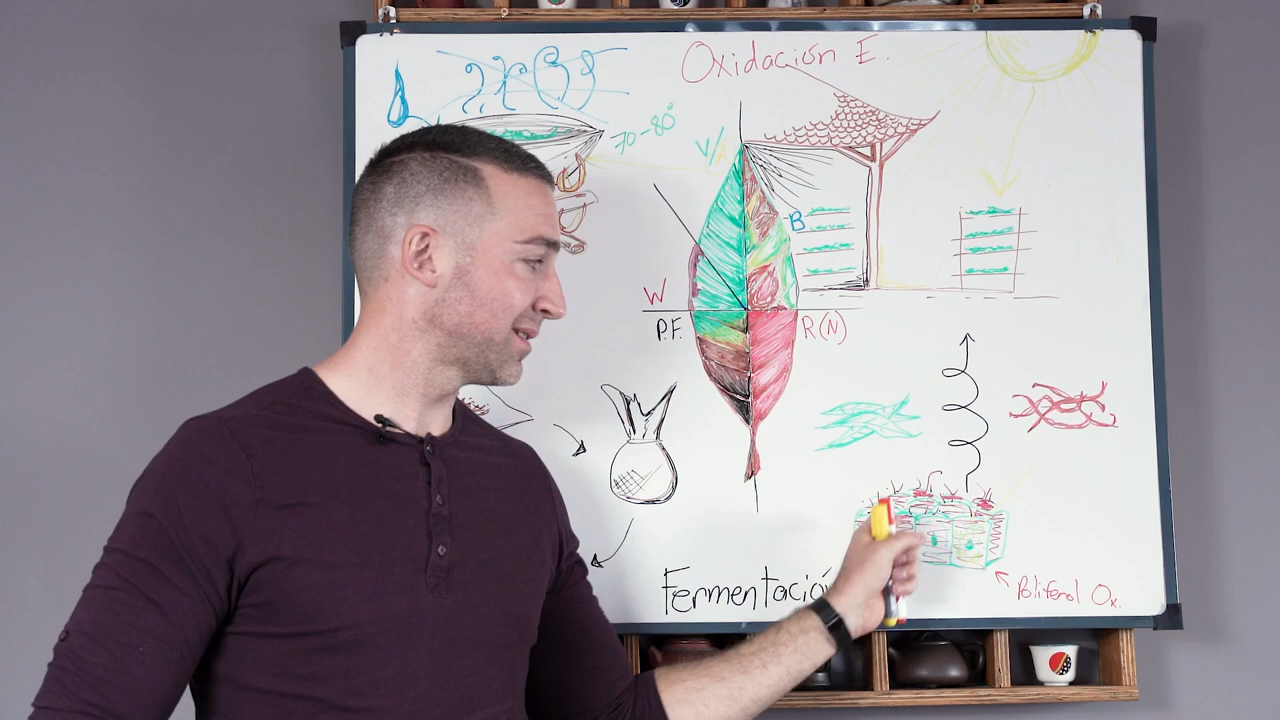 Oxidación E.
70-80°
V/
B
W
P.F.
R(N)
Fermentació
Polifenol Ox.